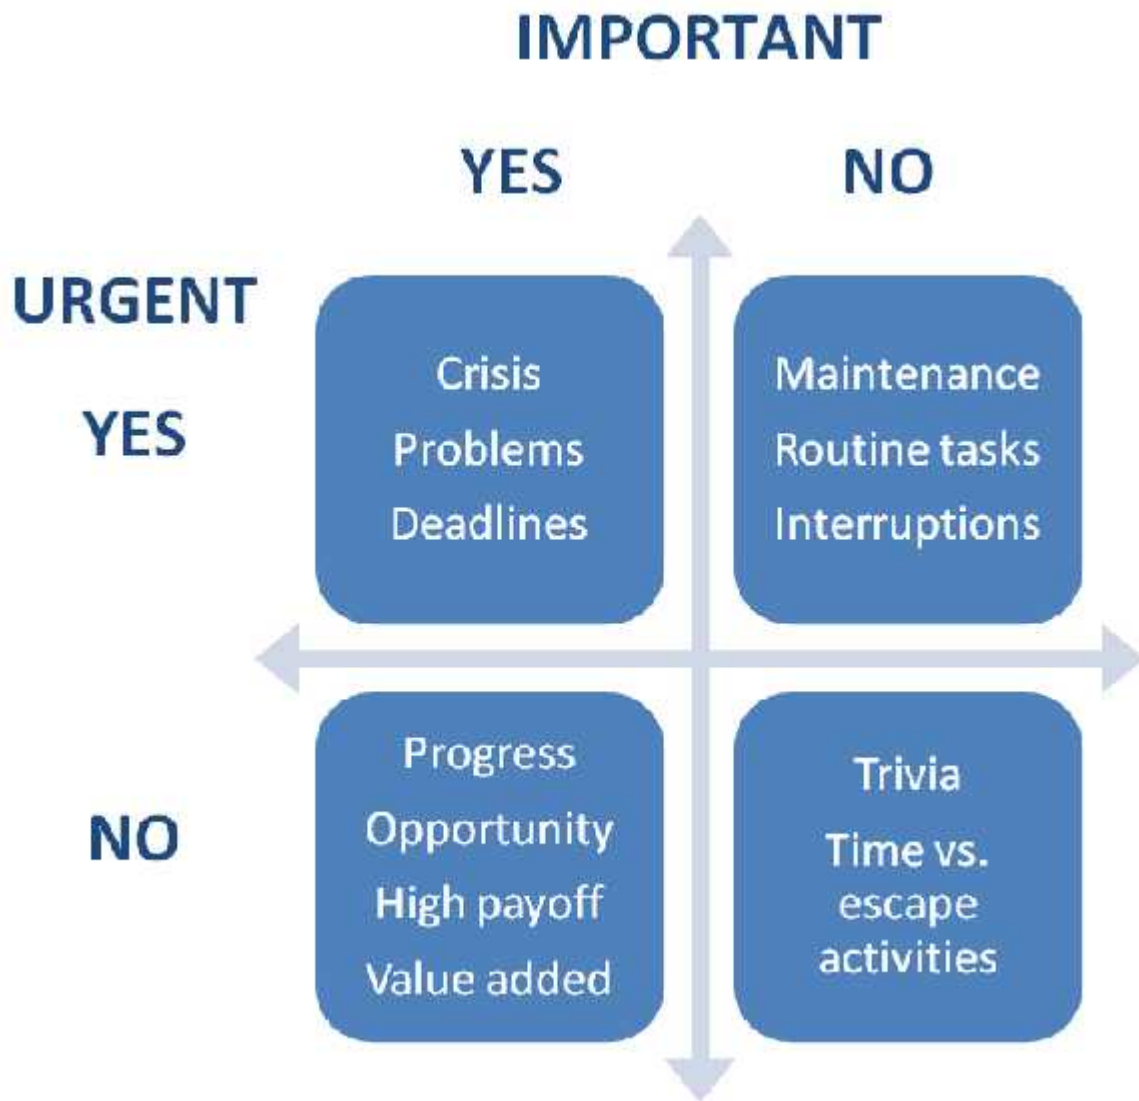 IMPORTANT
YES
NO
URGENT
YES
Crisis
Problems
Deadlines
Maintenance
Routine tasks
Interruptions
NO
Progress
Opportunity
High payoff
Value added
Trivia
Time vs.
escape
activities